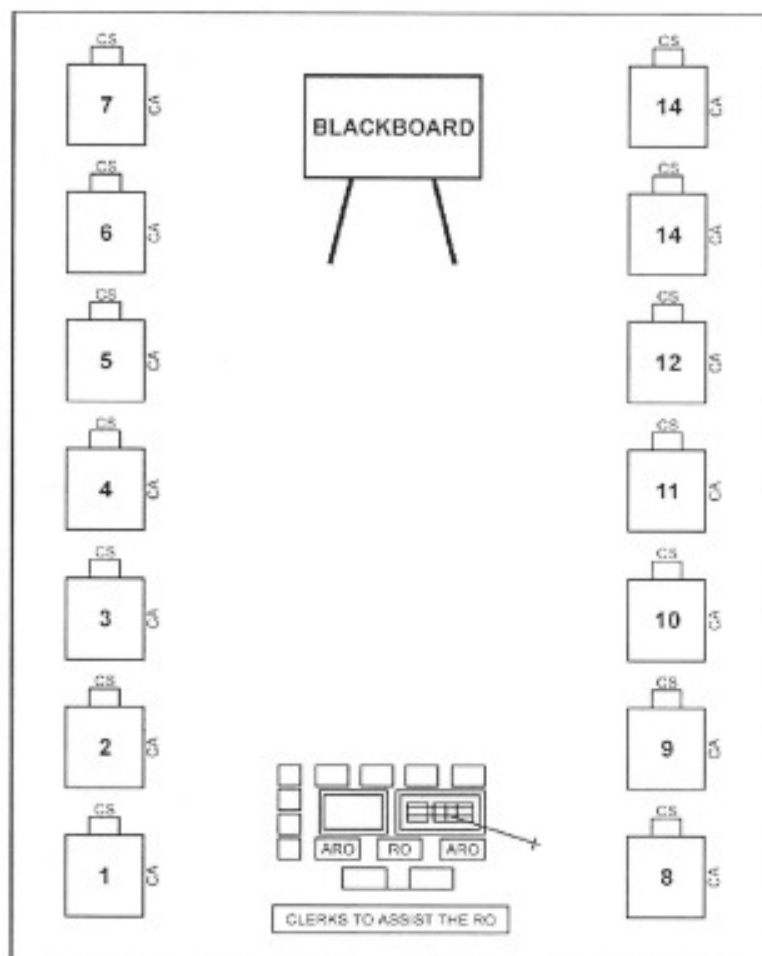 CS CS
7 CA BLACKBOARD 14 CA
CS CS
6 CA 14 CA
CS CS
5 CA 12 CA
CS CS
4 CA 11 CA
CS CS
3 CA 10 CA
CS CS
2 CA 9 CA
CS CS
1 CA ARO RO ARO 8 CA
CLERKS TO ASSIST THE RO